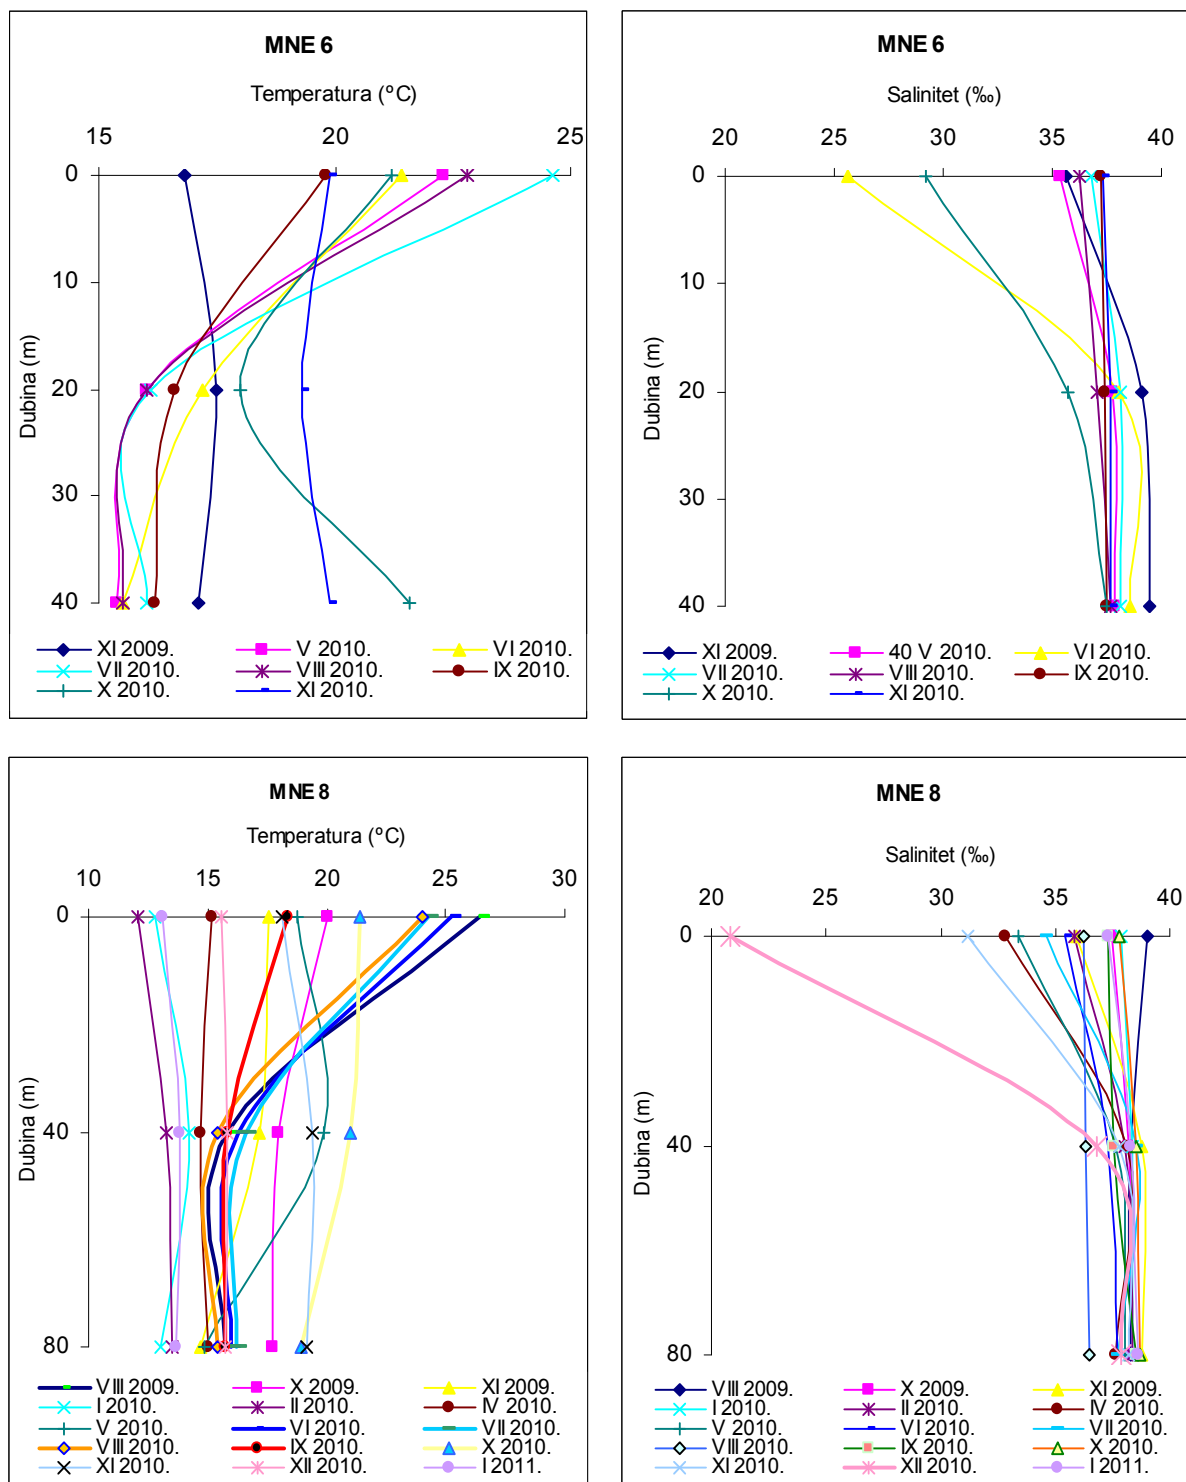 MNE 6
Temperatura (ºC)
15 20 25
0
10
20
30
40
Dubina (m)
XI 2009. V 2010. VI 2010.
VII 2010. VIII 2010. IX 2010.
X 2010. XI 2010.
MNE 6
Salinitet (‰)
20 25 30 35 40
0
10
20
30
40
Dubina (m)
XI 2009. 40 V 2010. VI 2010.
VII 2010. VIII 2010. IX 2010.
X 2010. XI 2010.
MNE 8
Temperatura (ºC)
10 15 20 25 30
0
40
80
Dubina (m)
VIII 2009. X 2009. XI 2009.
I 2010. II 2010. IV 2010.
V 2010. VI 2010. VII 2010.
VIII 2010. IX 2010. X 2010.
XI 2010. XII 2010. I 2011.
MNE 8
Salinitet (‰)
20 25 30 35 40
0
40
80
Dubina (m)
VIII 2009. X 2009. XI 2009.
I 2010. II 2010. IV 2010.
V 2010. VI 2010. VII 2010.
VIII 2010. IX 2010. X 2010.
XI 2010. XII 2010. I 2011.